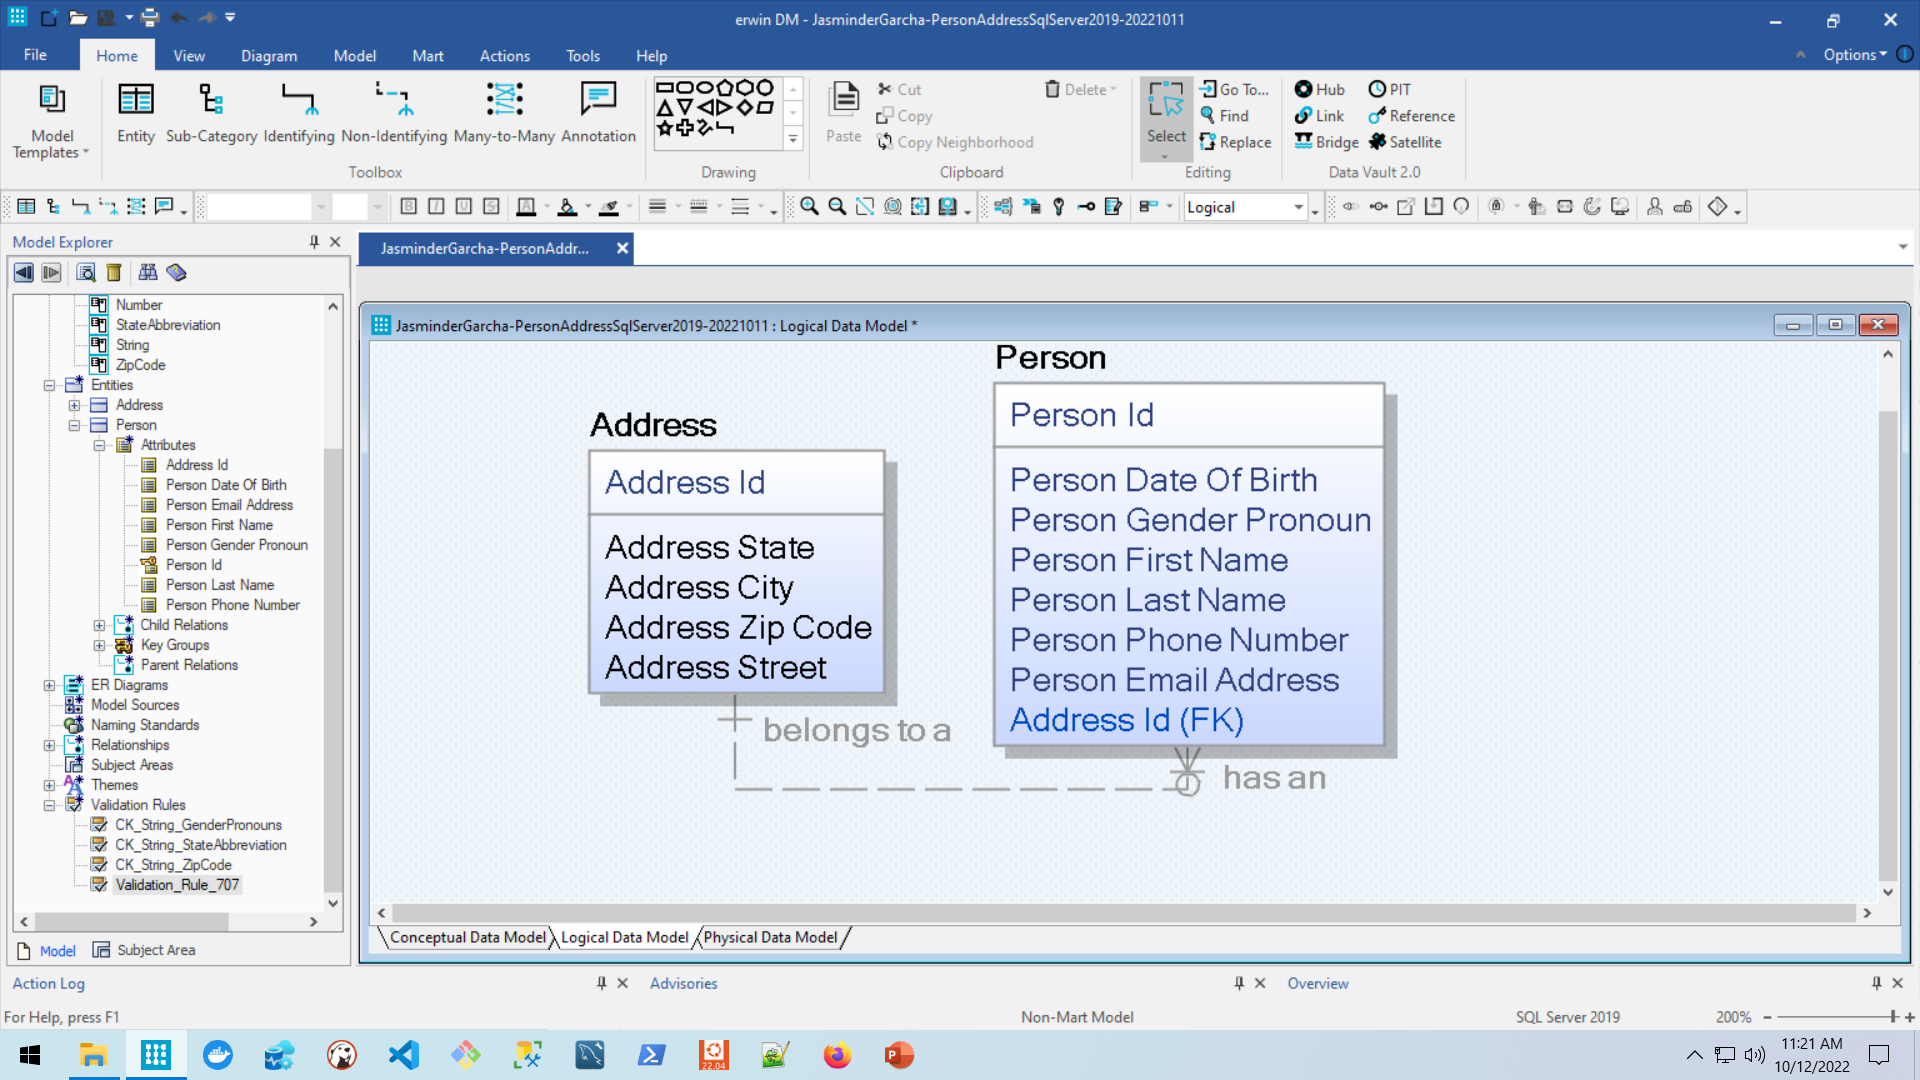 erwin DM - JasminderGarcha-PersonAddressSqlServer2019-20221011
File Home View Diagram Model Mart Actions Tools Help Options
Model Templates
Entity Sub-Category Identifying Non-Identifying Many-to-Many Annotation
Toolbox
Drawing
Paste
Cut
Copy
Copy Neighborhood
Delete
Clipboard
Select
Go To...
Find
Replace
Editing
Hub PIT
Link Reference
Bridge Satellite
Data Vault 2.0
B I U S A
Logical
Model Explorer
JasminderGarcha-PersonAddr...
Number
StateAbbreviation
String
ZipCode
Entities
Address
Person
Attributes
Address Id
Person Date Of Birth
Person Email Address
Person First Name
Person Gender Pronoun
Person Id
Person Last Name
Person Phone Number
Child Relations
Key Groups
Parent Relations
ER Diagrams
Model Sources
Naming Standards
Relationships
Subject Areas
Themes
Validation Rules
CK_String_GenderPronouns
CK_String_StateAbbreviation
CK_String_ZipCode
Validation_Rule_707
Model Subject Area
JasminderGarcha-PersonAddressSqlServer2019-20221011 : Logical Data Model *
Address
Address Id
Address State
Address City
Address Zip Code
Address Street
belongs to a
Person
Person Id
Person Date Of Birth
Person Gender Pronoun
Person First Name
Person Last Name
Person Phone Number
Person Email Address
Address Id (FK)
has an
Conceptual Data Model Logical Data Model Physical Data Model
Action Log Advisories Overview
For Help, press F1 Non-Mart Model SQL Server 2019 200%
22.04
11:21 AM
10/12/2022